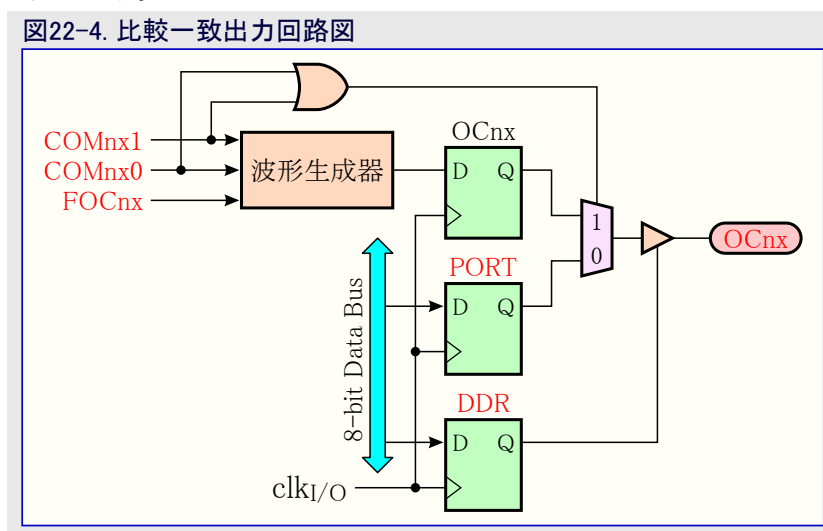 図22-4. 比較一致出力回路図
COMnx1
COMnx0
FOCnx
波形生成器
OCnx
D Q
1
0
OCnx
PORT
D Q
8-bit Data Bus
DDR
D Q
clkI/O